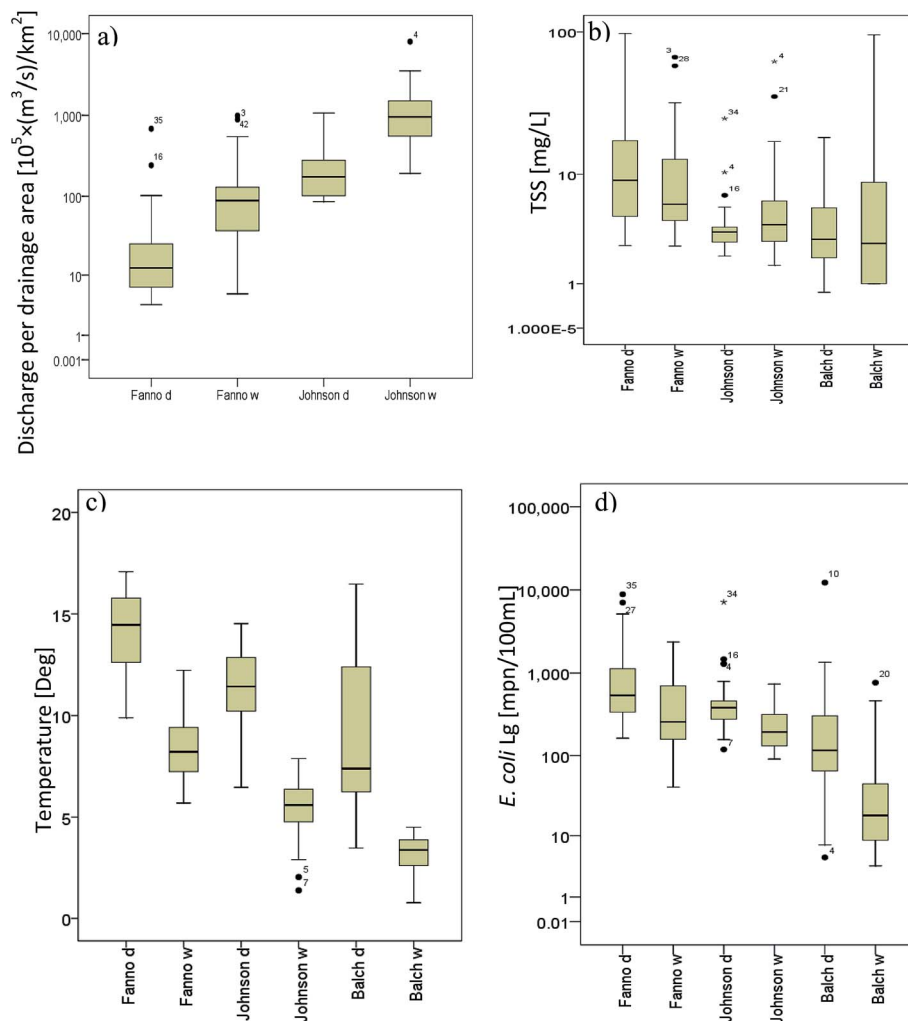 a)
Discharge per drainage area [10⁵×(m³/s)/km²]
10,000
1,000
100
10
1
0.001
35
16
3
42
4
Fanno d
Fanno w
Johnson d
Johnson w
b)
TSS [mg/L]
100
10
1
1.000E-5
3
28
34
4
16
4
21
Fanno d
Fanno w
Johnson d
Johnson w
Balch d
Balch w
c)
Temperature [Deg]
20
15
10
5
0
5
7
Fanno d
Fanno w
Johnson d
Johnson w
Balch d
Balch w
d)
E. coli Lg [mpn/100mL]
100,000
10,000
1,000
100
10
1
0.01
35
27
34
16
4
7
10
4
20
Fanno d
Fanno w
Johnson d
Johnson w
Balch d
Balch w